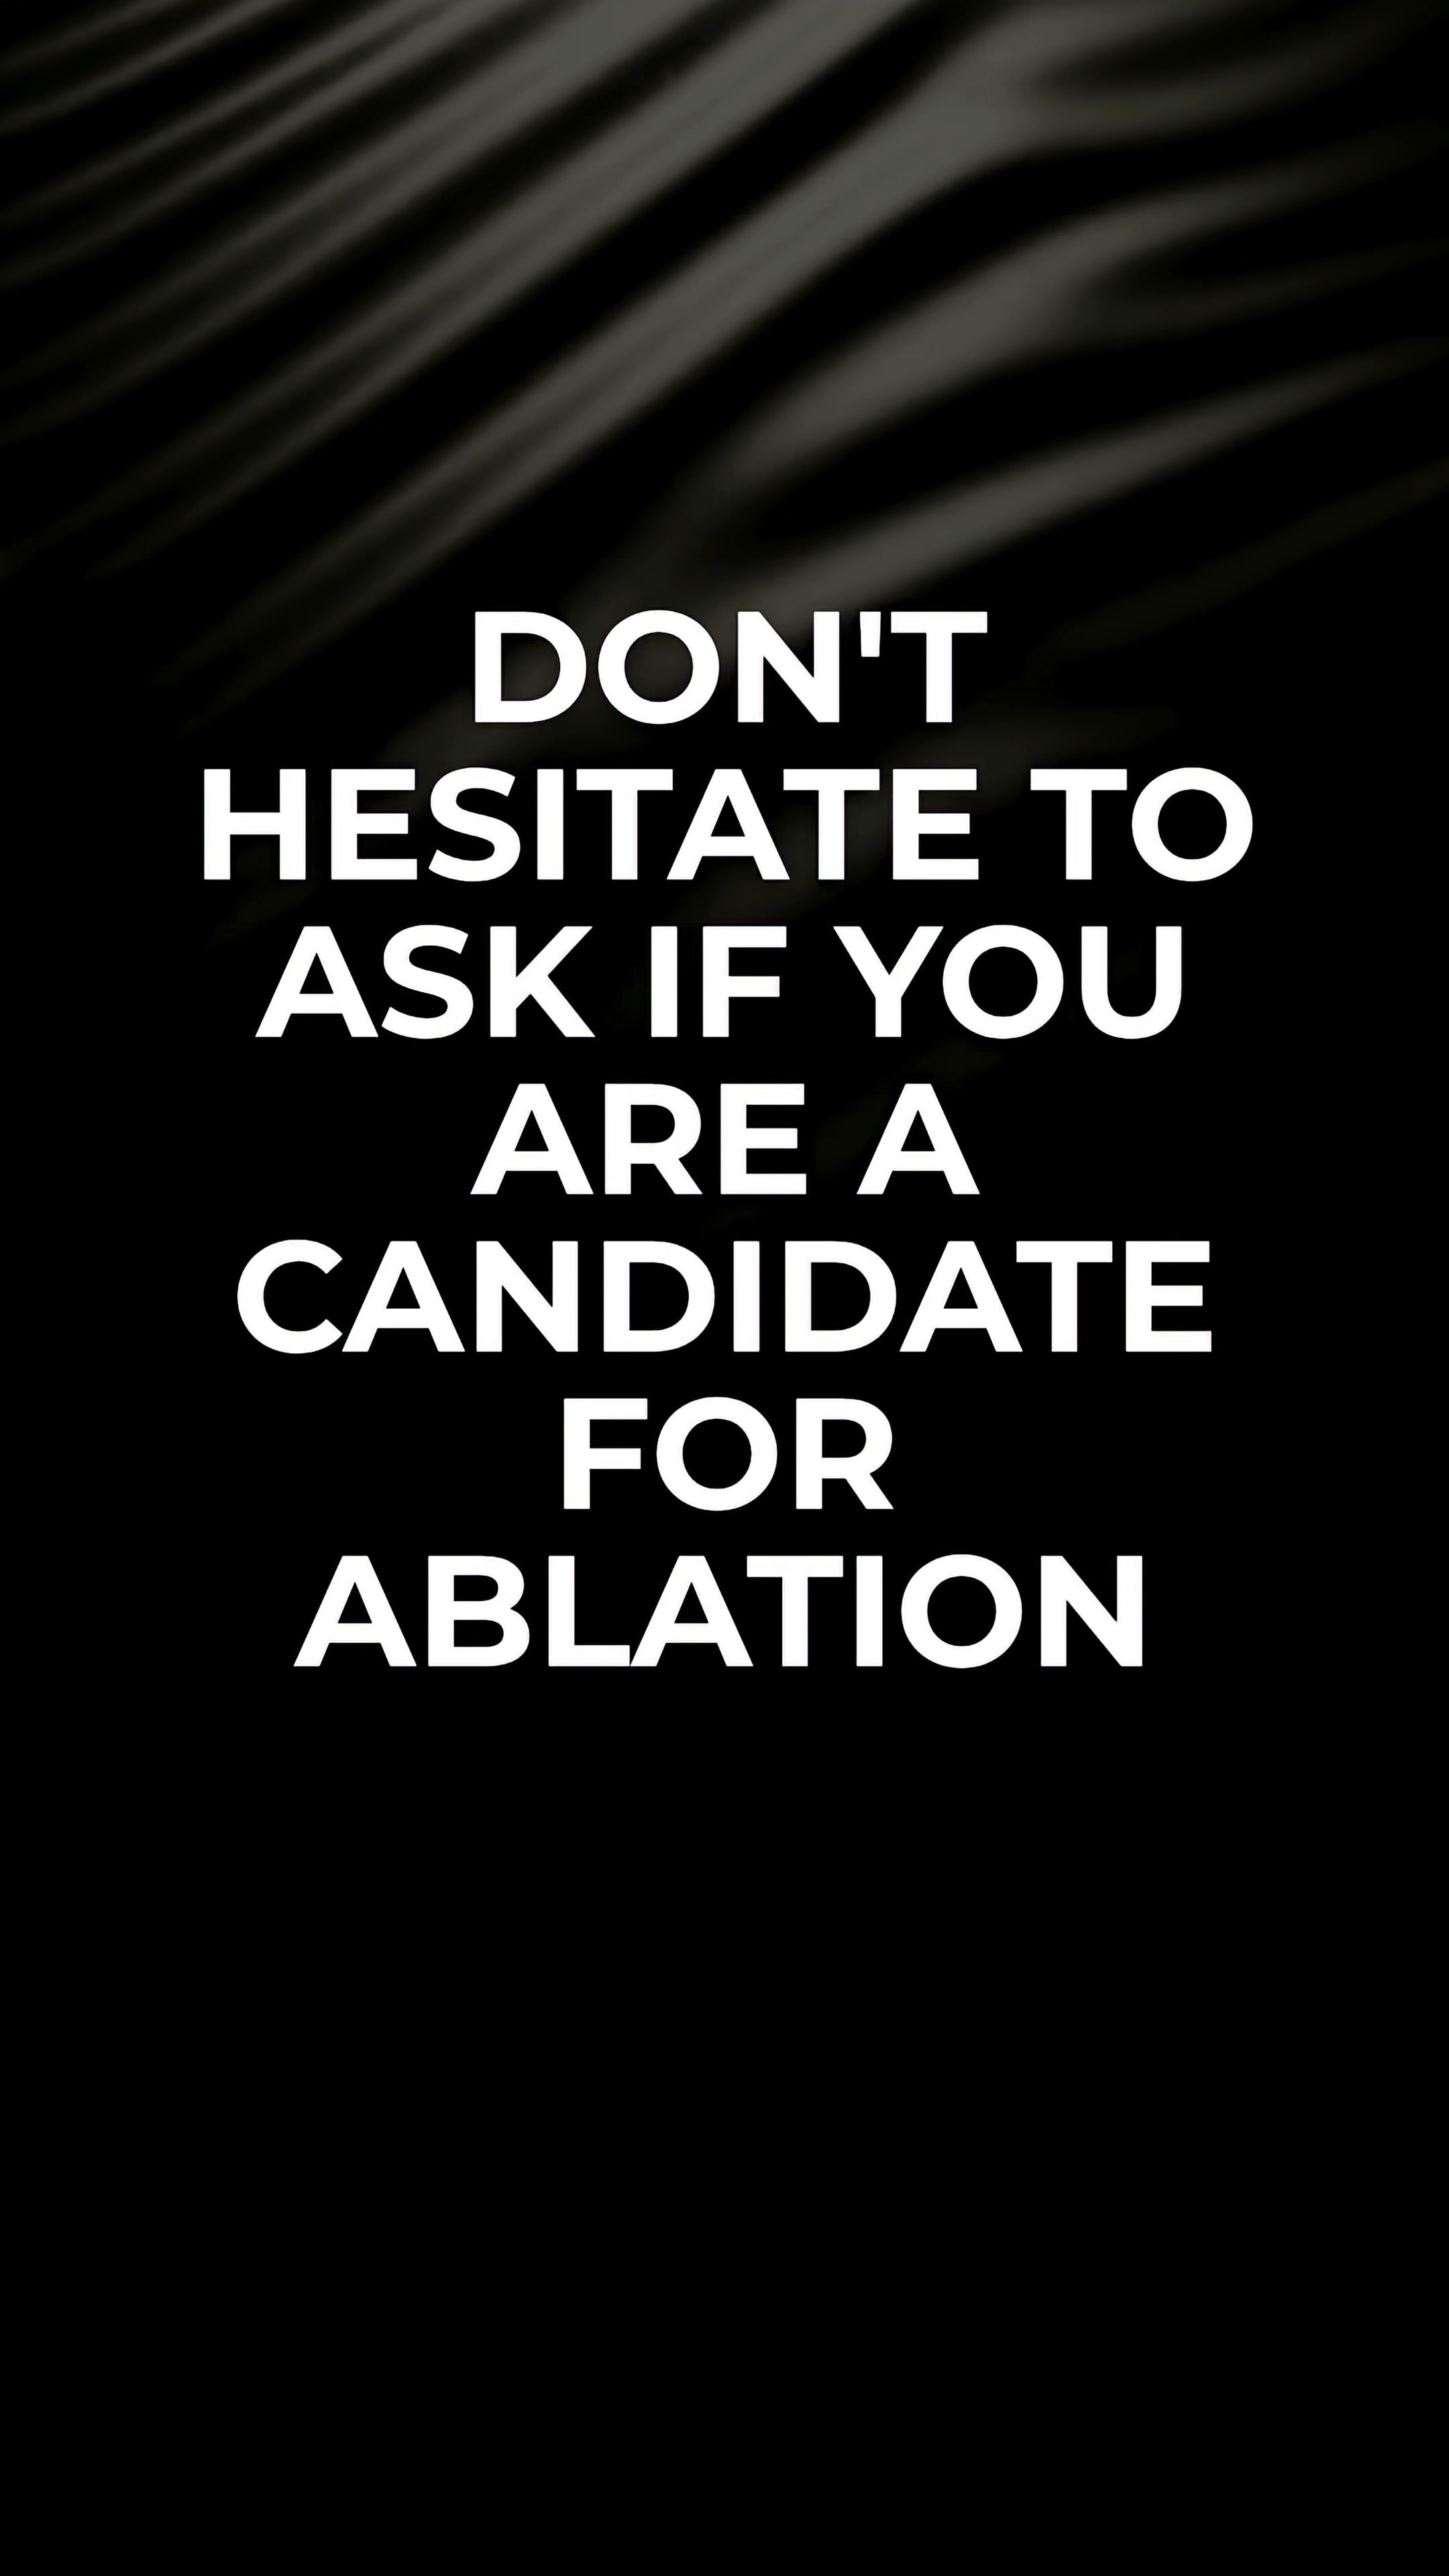 DON'T
HESITATE TO
ASK IF YOU
ARE A
CANDIDATE
FOR
ABLATION